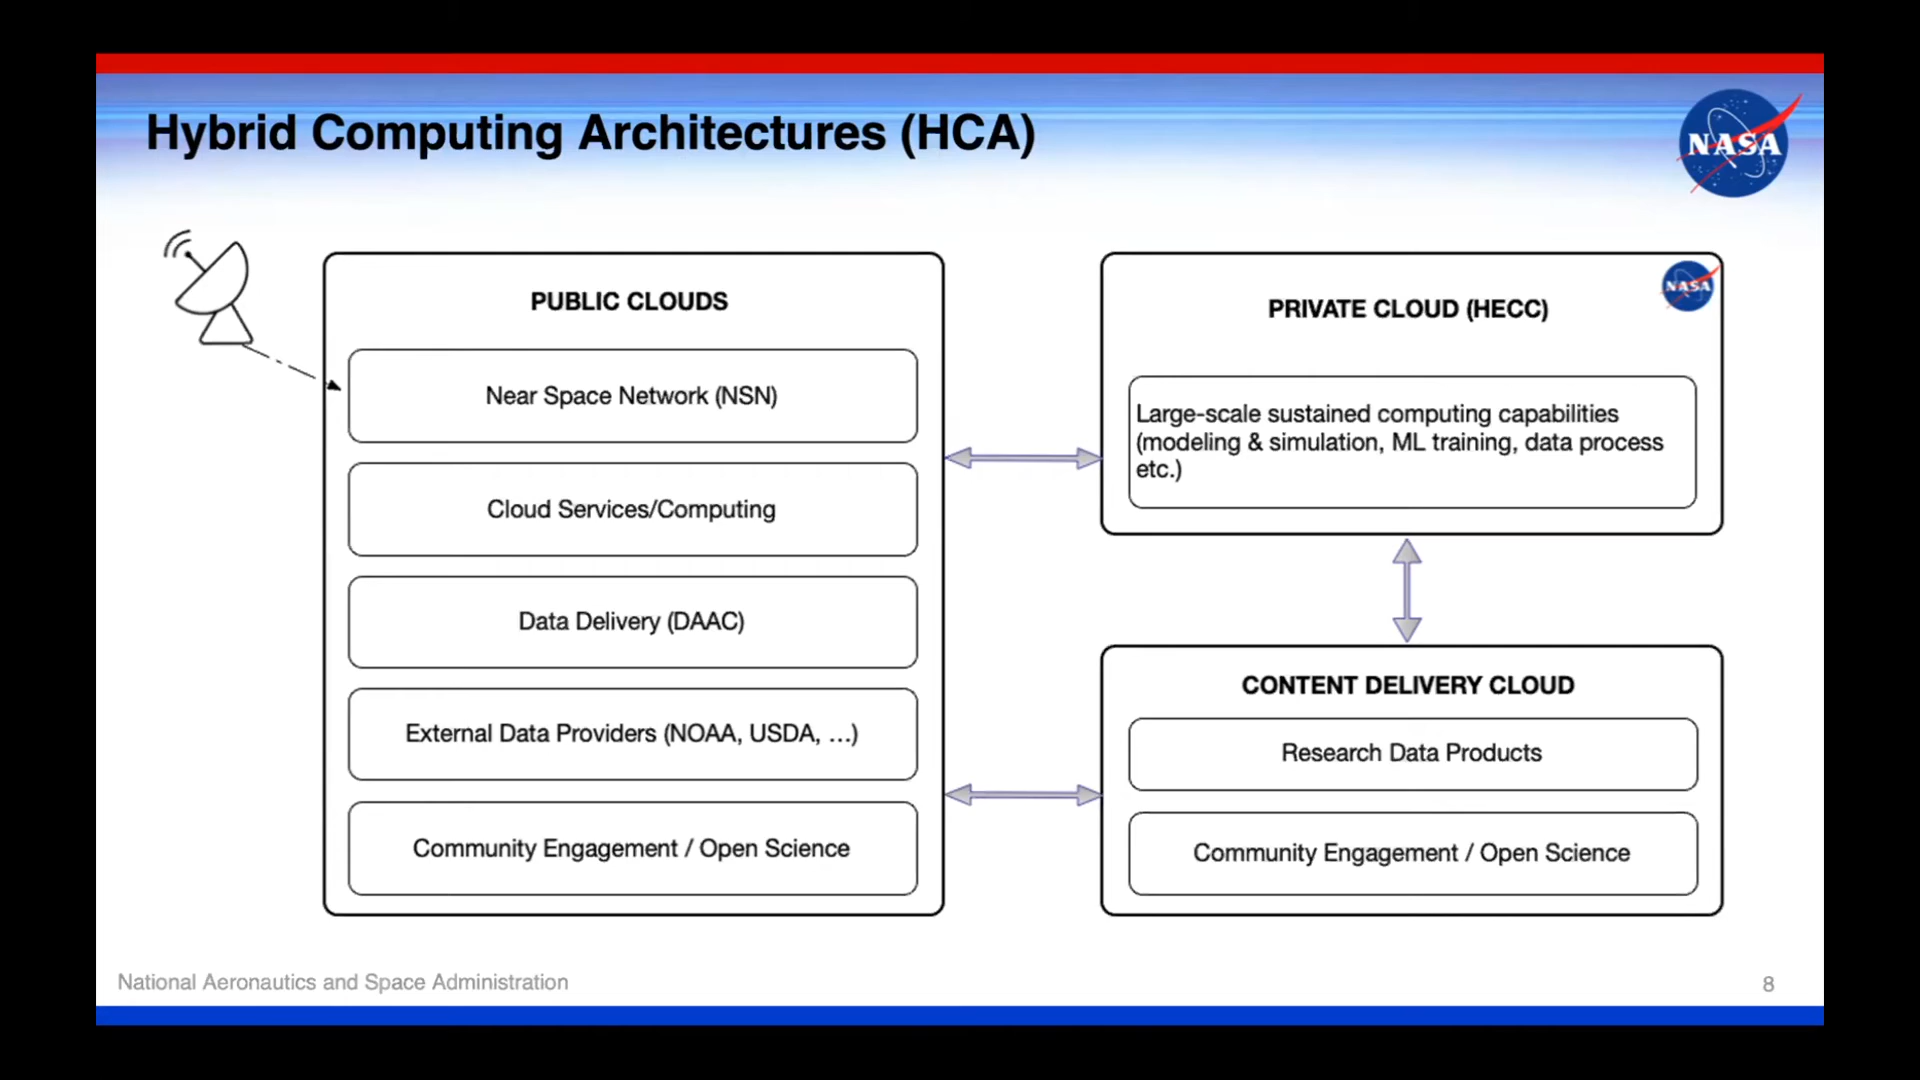 Hybrid Computing Architectures (HCA)
NASA
PUBLIC CLOUDS
Near Space Network (NSN)
Cloud Services/Computing
Data Delivery (DAAC)
External Data Providers (NOAA, USDA, …)
Community Engagement / Open Science
NASA
PRIVATE CLOUD (HECC)
Large-scale sustained computing capabilities
(modeling & simulation, ML training, data process
etc.)
CONTENT DELIVERY CLOUD
Research Data Products
Community Engagement / Open Science
National Aeronautics and Space Administration
8